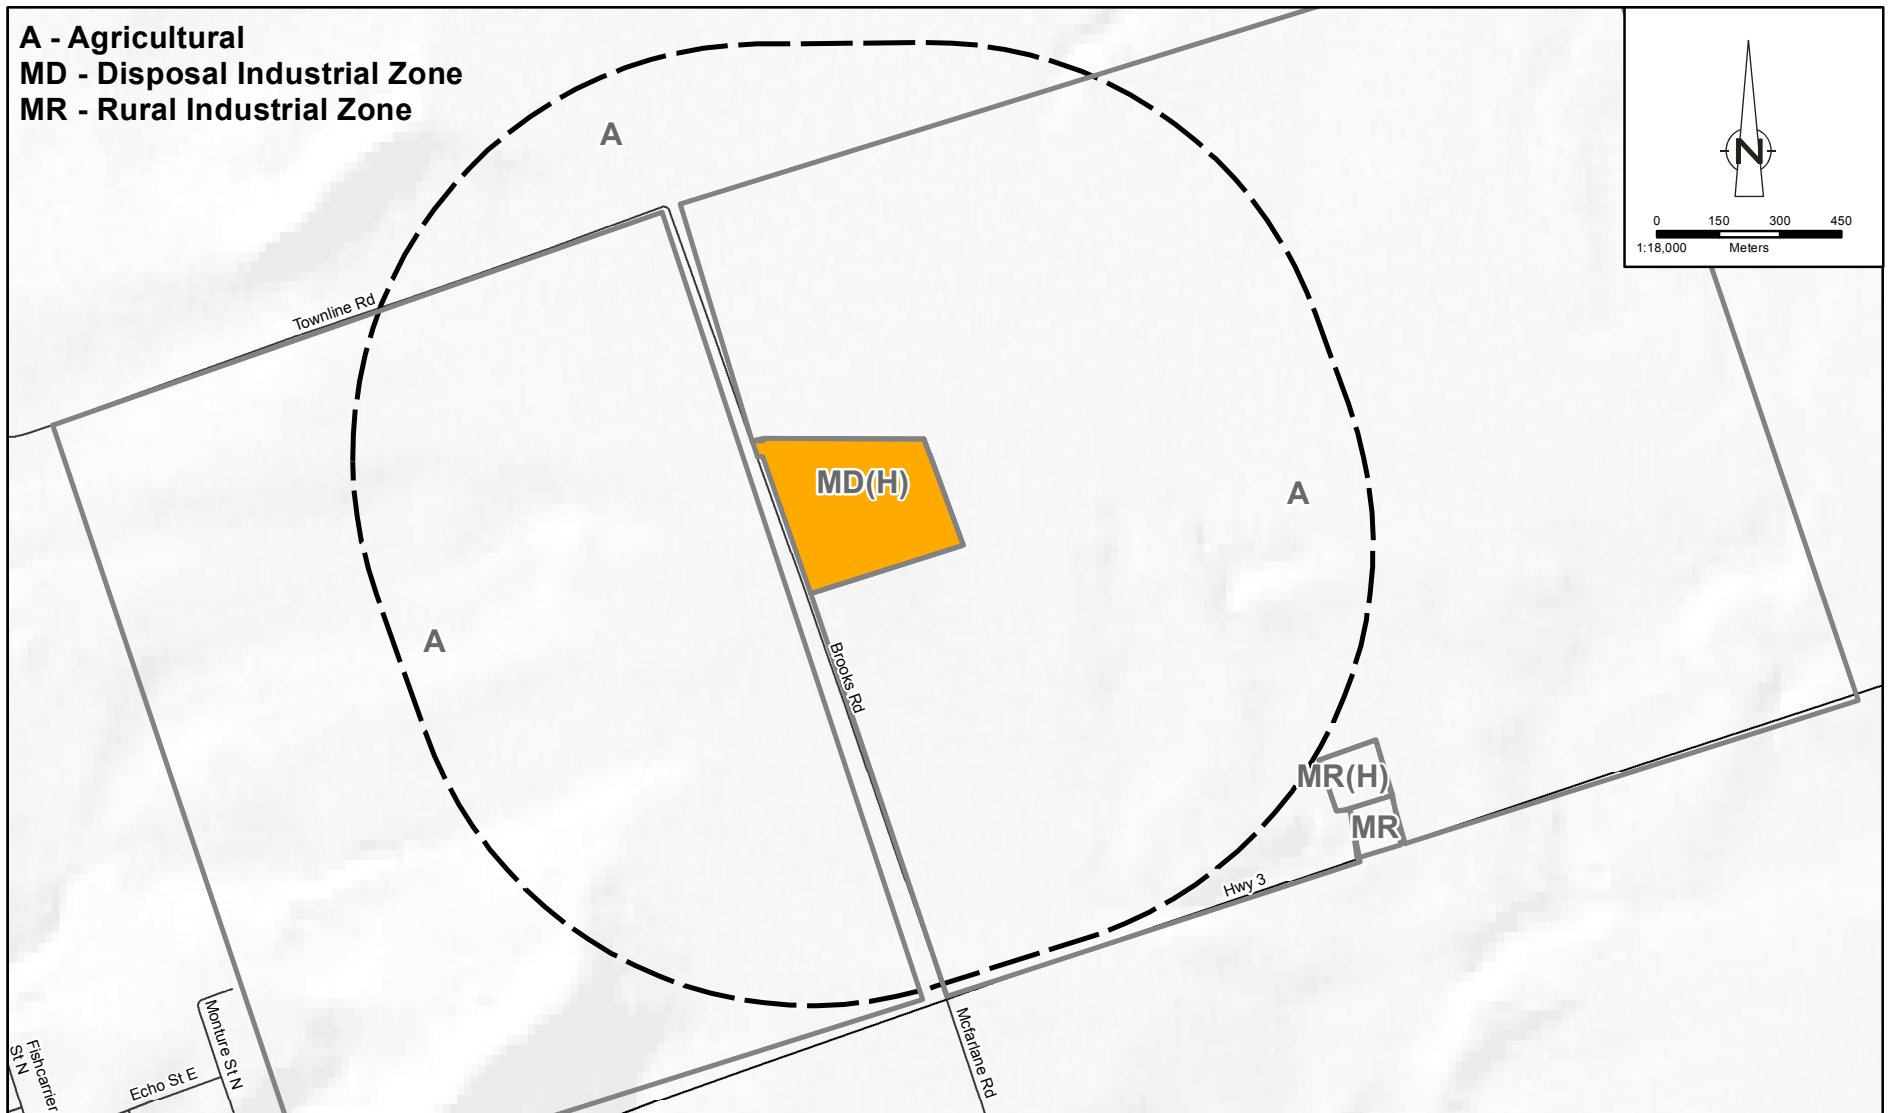 A - Agricultural
MD - Disposal Industrial Zone
MR - Rural Industrial Zone
N
0 150 300 450
1:18,000 Meters
A
Townline Rd
MD(H)
A
A
Brooks Rd
MR(H)
MR
Hwy 3
Monture St N
Mcfarlane Rd
Fishcarrier
St N
Echo St E